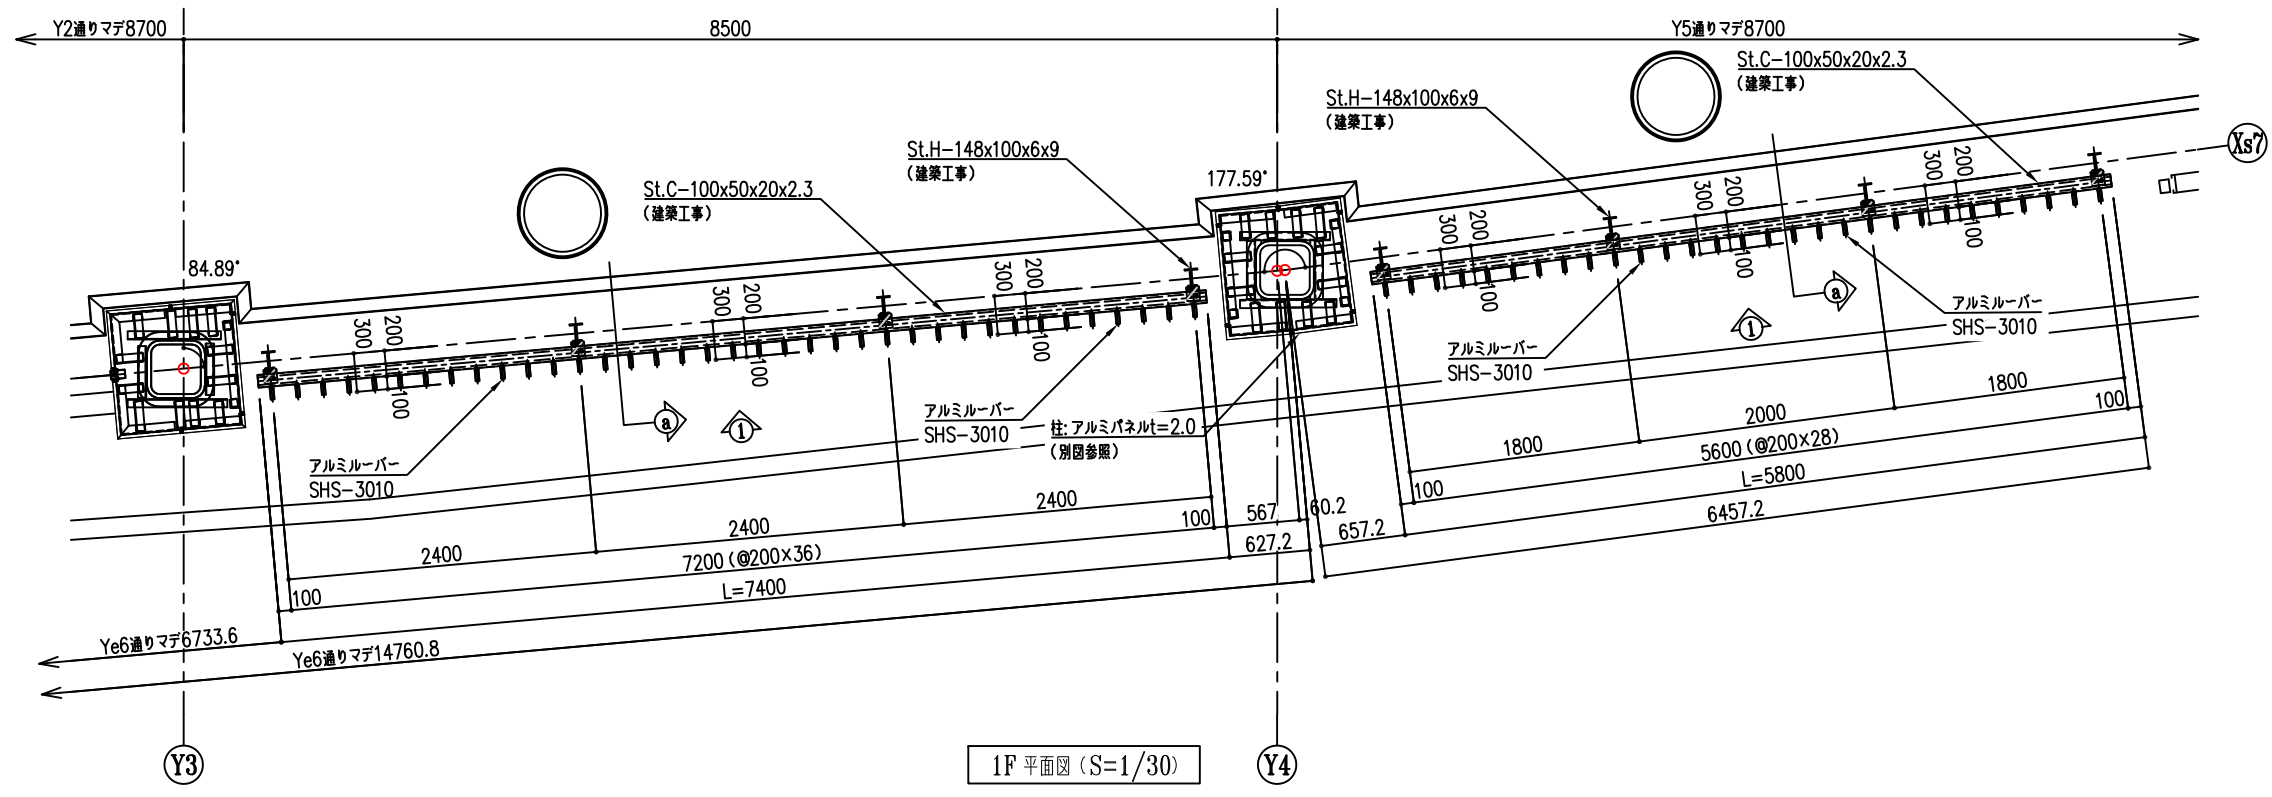 Y2通りマデ8700
8500
Y5通りマデ8700
St.C-100x50x20x2.3
(建築工事)
St.H-148x100x6x9
(建築工事)
Xs7
St.H-148x100x6x9
(建築工事)
St.C-100x50x20x2.3
(建築工事)
177.59°
84.89°
300
200
100
300
200
100
300
200
100
300
200
100
300
200
100
300
200
100
a
1
a
1
アルミルーバー
SHS-3010
アルミルーバー
SHS-3010
アルミルーバー
SHS-3010
アルミルーバー
SHS-3010
柱:アルミパネルt=2.0
(別図参照)
1800
2000
1800
100
5600(@200×28)
100
L=5800
657.2
6457.2
2400
2400
2400
100
567
60.2
7200(@200×36)
627.2
100
L=7400
Ye6通りマデ6733.6
Ye6通りマデ14760.8
Y3
1F 平面図(S=1/30)
Y4